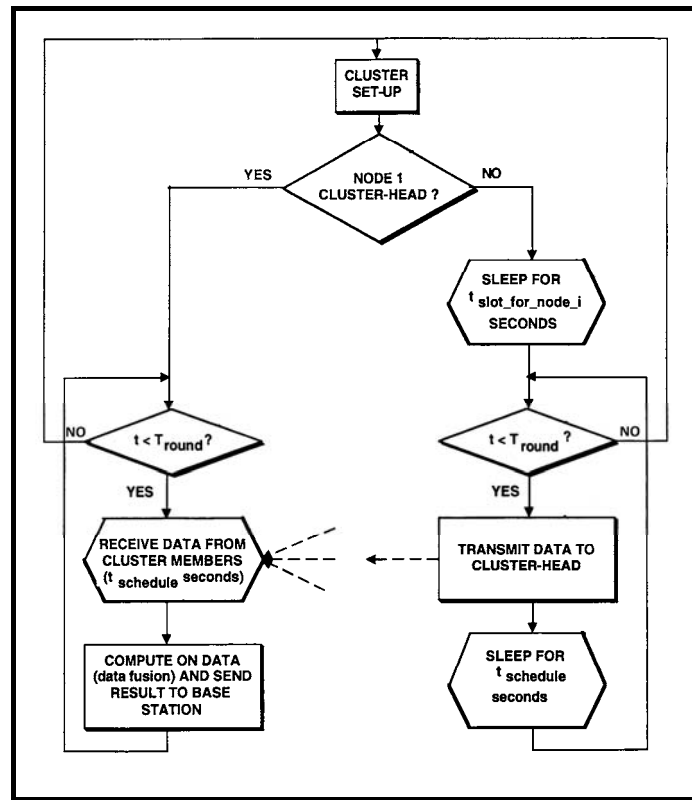 CLUSTER
SET-UP
YES
NODE 1
CLUSTER-HEAD ?
NO
SLEEP FOR
t slot_for_node_i
SECONDS
NO
t < T round ?
YES
t < T round ?
NO
YES
RECEIVE DATA FROM
CLUSTER MEMBERS
(t schedule seconds)
TRANSMIT DATA TO
CLUSTER-HEAD
COMPUTE ON DATA
(data fusion) AND SEND
RESULT TO BASE
STATION
SLEEP FOR
t schedule
seconds